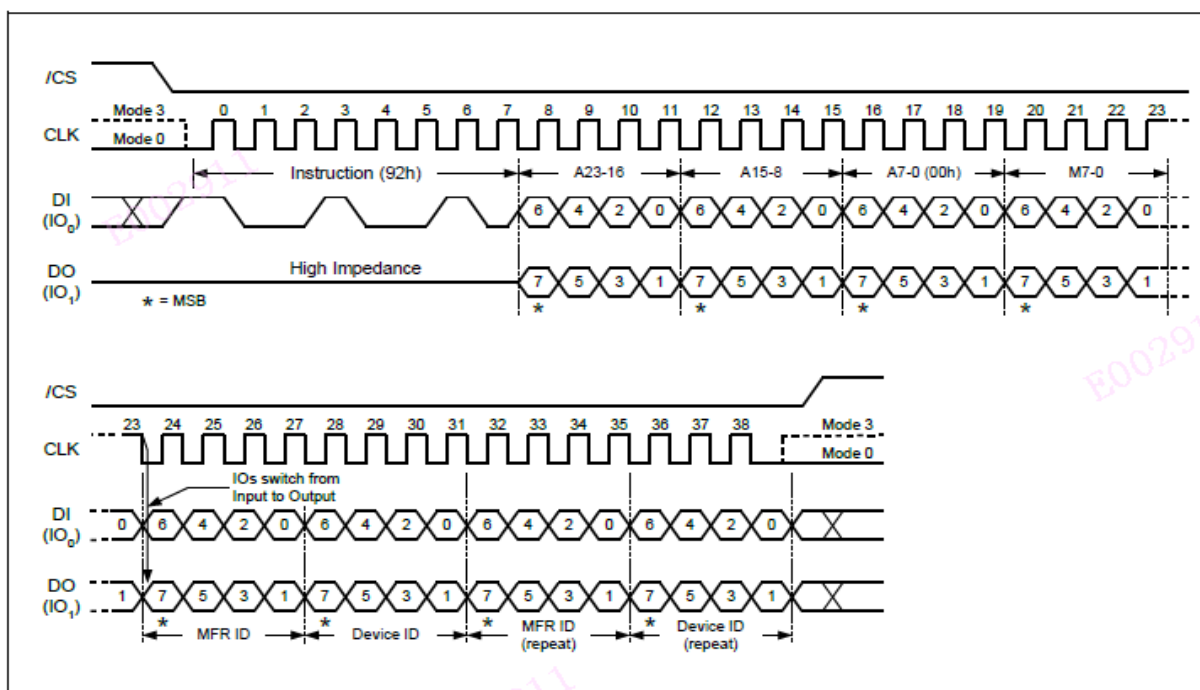 /CS
Mode 3 0 1 2 3 4 5 6 7 8 9 10 11 12 13 14 15 16 17 18 19 20 21 22 23
CLK Mode 0
Instruction (92h) A23-16 A15-8 A7-0 (00h) M7-0
DI
(IO0) 6 4 2 0 6 4 2 0 6 4 2 0 6 4 2 0
High Impedance
DO
(IO1) 7 5 3 1 7 5 3 1 7 5 3 1 7 5 3 1
* = MSB * * * *
E002911
E002911
/CS
23 24 25 26 27 28 29 30 31 32 33 34 35 36 37 38 Mode 3
CLK Mode 0
IOs switch from
Input to Output
DI
(IO0) 0 6 4 2 0 6 4 2 0 6 4 2 0 6 4 2 0
DO
(IO1) 1 7 5 3 1 7 5 3 1 7 5 3 1 7 5 3 1
* * * *
MFR ID Device ID MFR ID (repeat) Device ID (repeat)